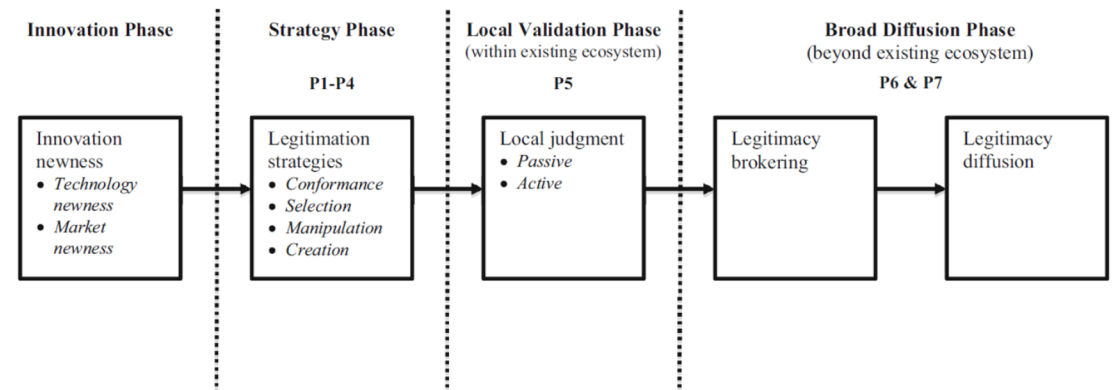 Innovation Phase
Strategy Phase
P1-P4
Local Validation Phase
(within existing ecosystem)
P5
Broad Diffusion Phase
(beyond existing ecosystem)
P6 & P7
Innovation
newness
• Technology
newness
• Market
newness
Legitimation
strategies
• Conformance
• Selection
• Manipulation
• Creation
Local judgment
• Passive
• Active
Legitimacy
brokering
Legitimacy
diffusion